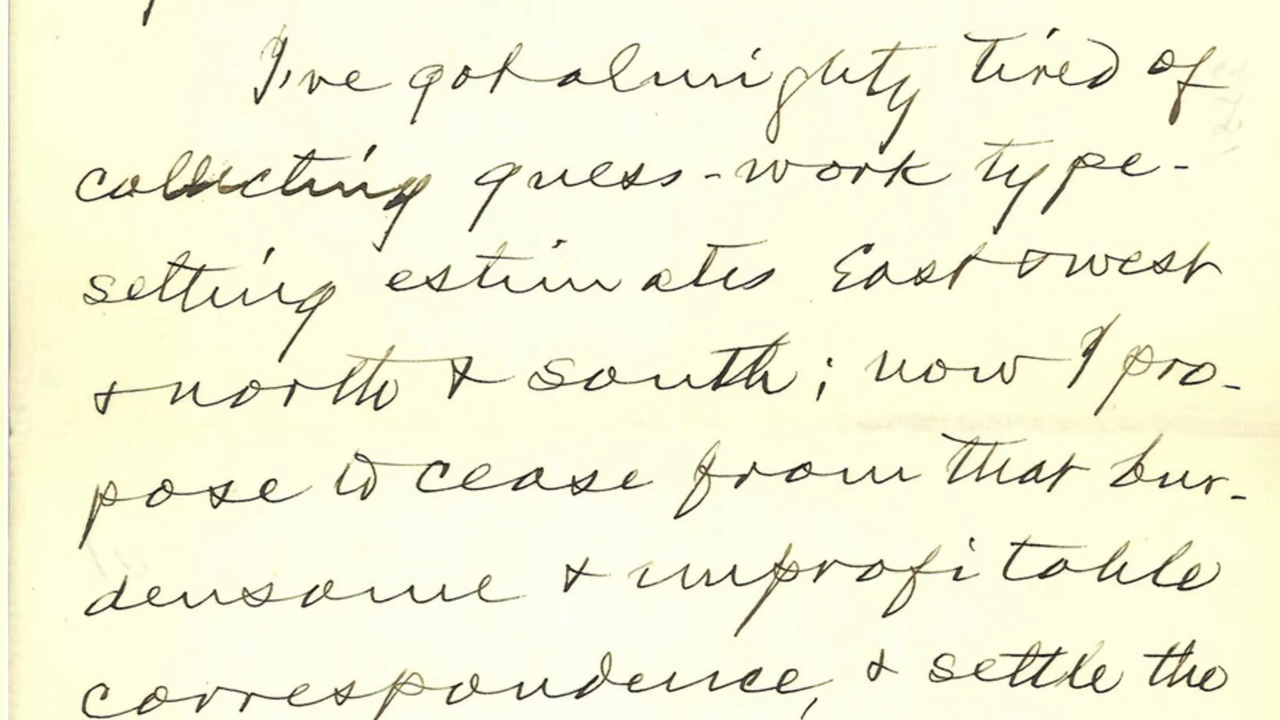 I've got almighty tired of
collecting guess-work type-
setting estimates East & west
& north & south; now I pro-
pose to cease from that bur-
densome & unprofitable
correspondence, & settle the